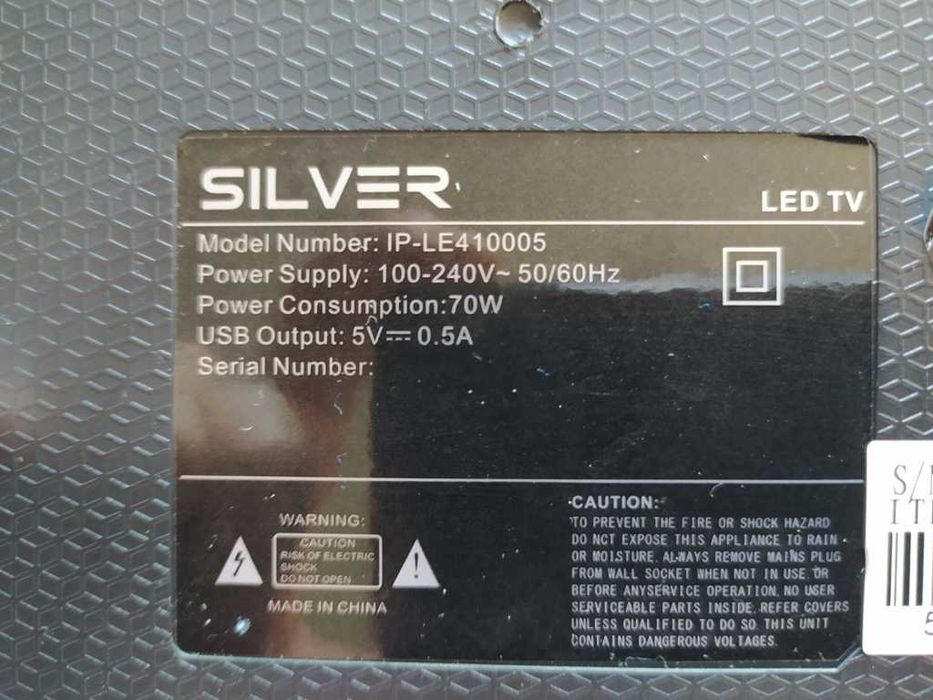 SILVER
LED TV
Model Number: IP-LE410005
Power Supply: 100-240V~ 50/60Hz
Power Consumption:70W
USB Output: 5V⎓ 0.5A
Serial Number:
WARNING:
CAUTION
RISK OF ELECTRIC
SHOCK
DO NOT OPEN
MADE IN CHINA
CAUTION:
TO PREVENT THE FIRE OR SHOCK HAZARD
DO NOT EXPOSE THIS APPLIANCE TO RAIN
OR MOISTURE. ALWAYS REMOVE MAINS PLUG
FROM WALL SOCKET WHEN NOT IN USE OR
BEFORE ANYSERVICE OPERATION. NO USER
SERVICEABLE PARTS INSIDE. REFER COVERS
UNLESS QUALIFIED TO DO SO. THIS UNIT
CONTAINS DANGEROUS VOLTAGES.
5